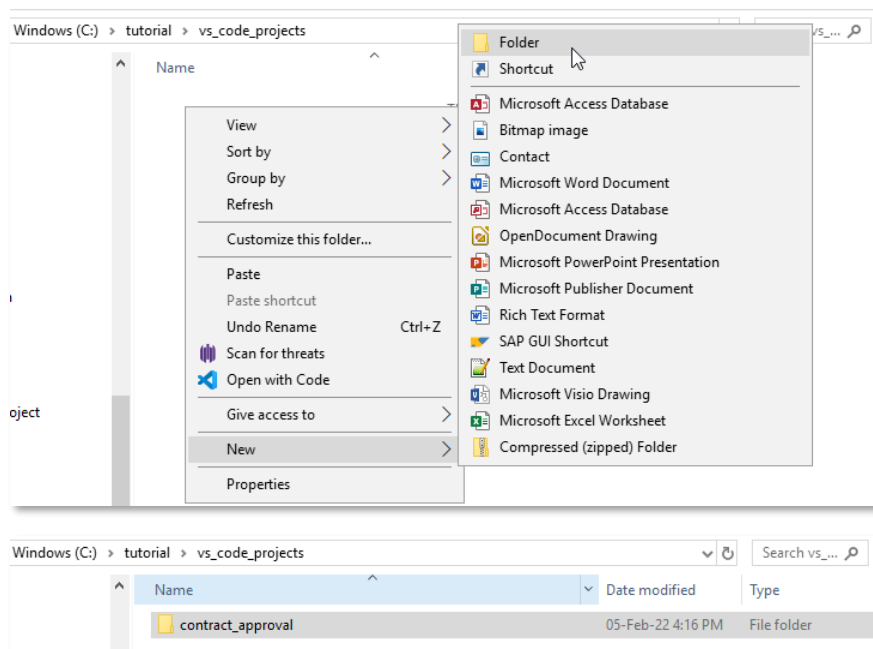 Windows (C:) > tutorial > vs_code_projects
vs_...
Name
View
Sort by
Group by
Refresh
Customize this folder...
Paste
Paste shortcut
Undo Rename Ctrl+Z
Scan for threats
Open with Code
Give access to
New
Properties
Folder
Shortcut
Microsoft Access Database
Bitmap image
Contact
Microsoft Word Document
Microsoft Access Database
OpenDocument Drawing
Microsoft PowerPoint Presentation
Microsoft Publisher Document
Rich Text Format
SAP GUI Shortcut
Text Document
Microsoft Visio Drawing
Microsoft Excel Worksheet
Compressed (zipped) Folder
oject
Windows (C:) > tutorial > vs_code_projects
Search vs_...
Name Date modified Type
contract_approval 05-Feb-22 4:16 PM File folder